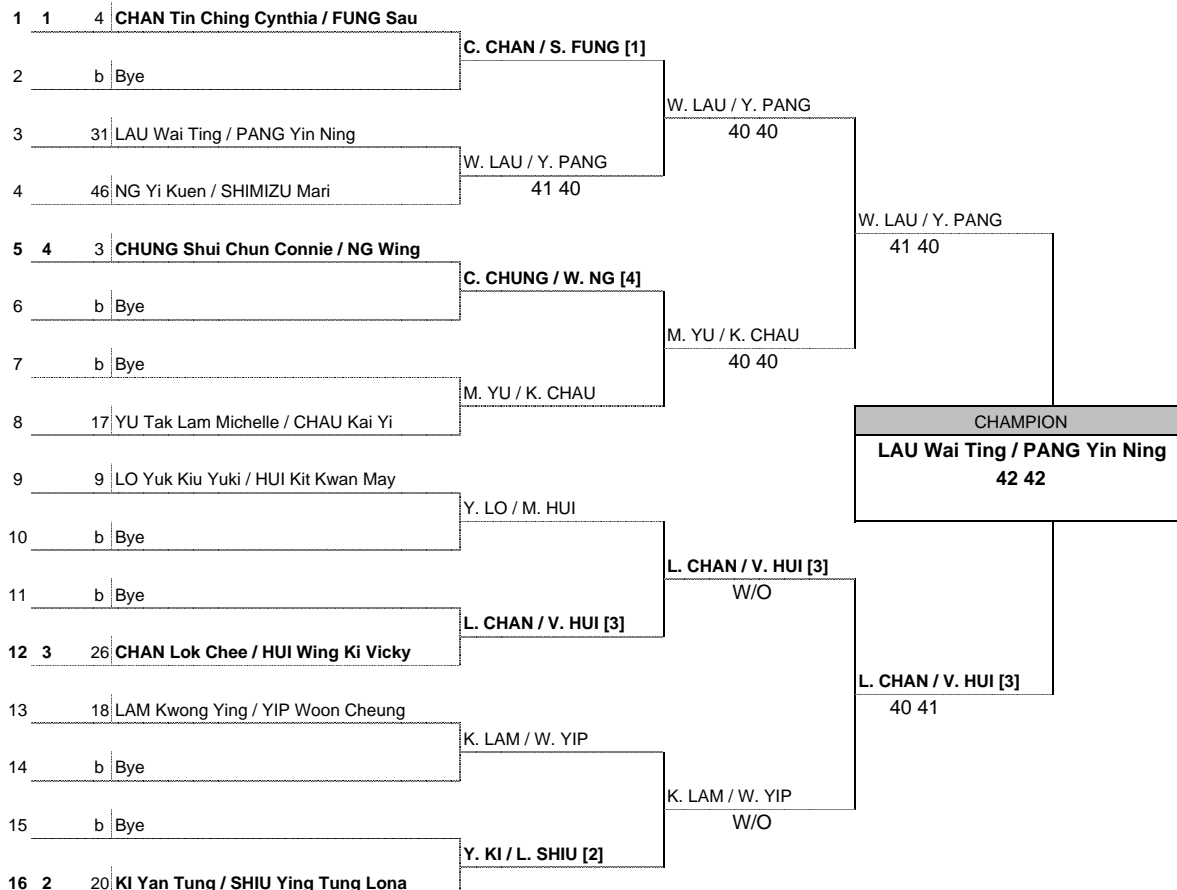 1 1 4 CHAN Tin Ching Cynthia / FUNG Sau
C. CHAN / S. FUNG [1]
2 b Bye
W. LAU / Y. PANG
40 40
3 31 LAU Wai Ting / PANG Yin Ning
W. LAU / Y. PANG
41 40
4 46 NG Yi Kuen / SHIMIZU Mari
W. LAU / Y. PANG
41 40
5 4 3 CHUNG Shui Chun Connie / NG Wing
C. CHUNG / W. NG [4]
6 b Bye
M. YU / K. CHAU
40 40
7 b Bye
M. YU / K. CHAU
8 17 YU Tak Lam Michelle / CHAU Kai Yi
CHAMPION
LAU Wai Ting / PANG Yin Ning
42 42
9 9 LO Yuk Kiu Yuki / HUI Kit Kwan May
Y. LO / M. HUI
10 b Bye
L. CHAN / V. HUI [3]
W/O
11 b Bye
L. CHAN / V. HUI [3]
12 3 26 CHAN Lok Chee / HUI Wing Ki Vicky
L. CHAN / V. HUI [3]
40 41
13 18 LAM Kwong Ying / YIP Woon Cheung
K. LAM / W. YIP
14 b Bye
K. LAM / W. YIP
W/O
15 b Bye
Y. KI / L. SHIU [2]
16 2 20 KI Yan Tung / SHIU Ying Tung Lona